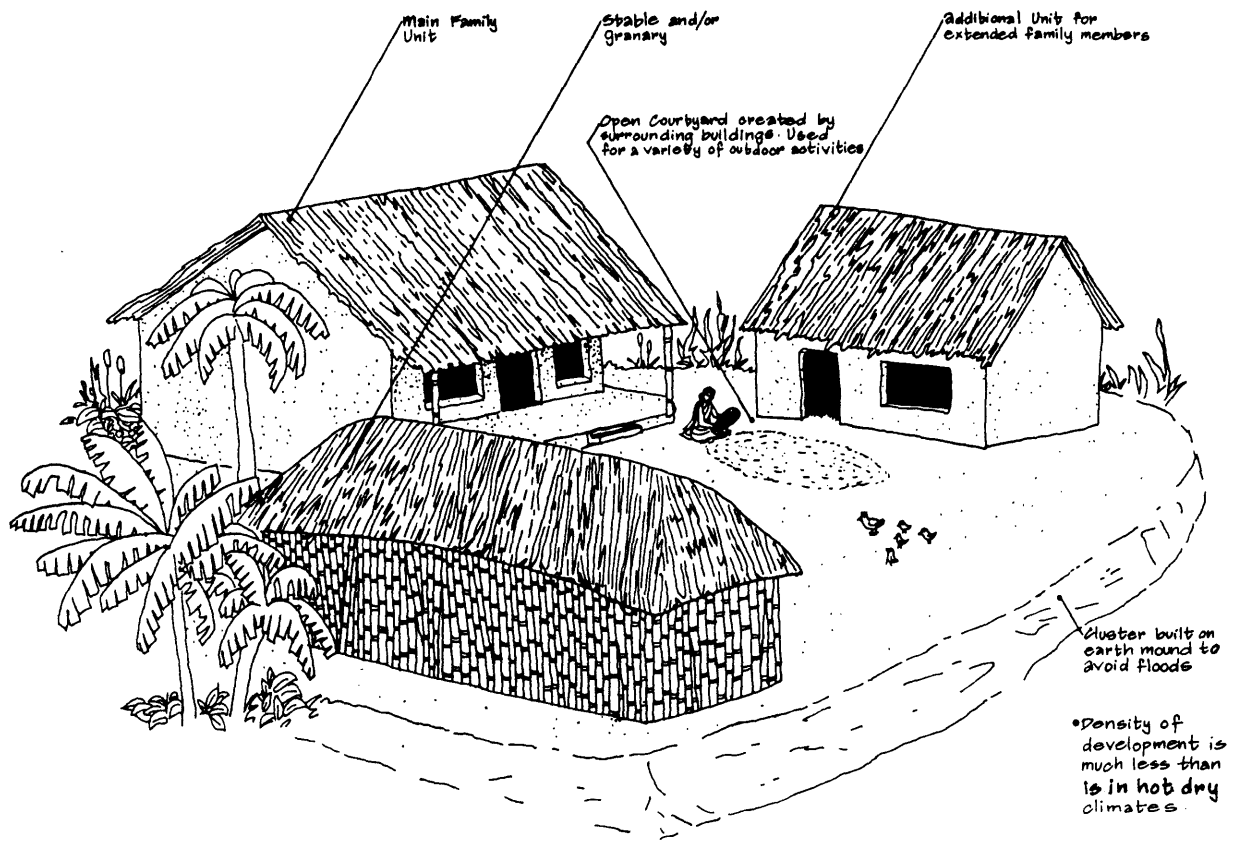 Main Family
Unit
Stable and/or
granary
additional Unit for
extended family members
Open Courtyard created by
surrounding buildings. Used
for a variety of outdoor activities
Cluster built on
earth mound to
avoid floods
•Density of
development is
much less than
is in hot dry
climates.